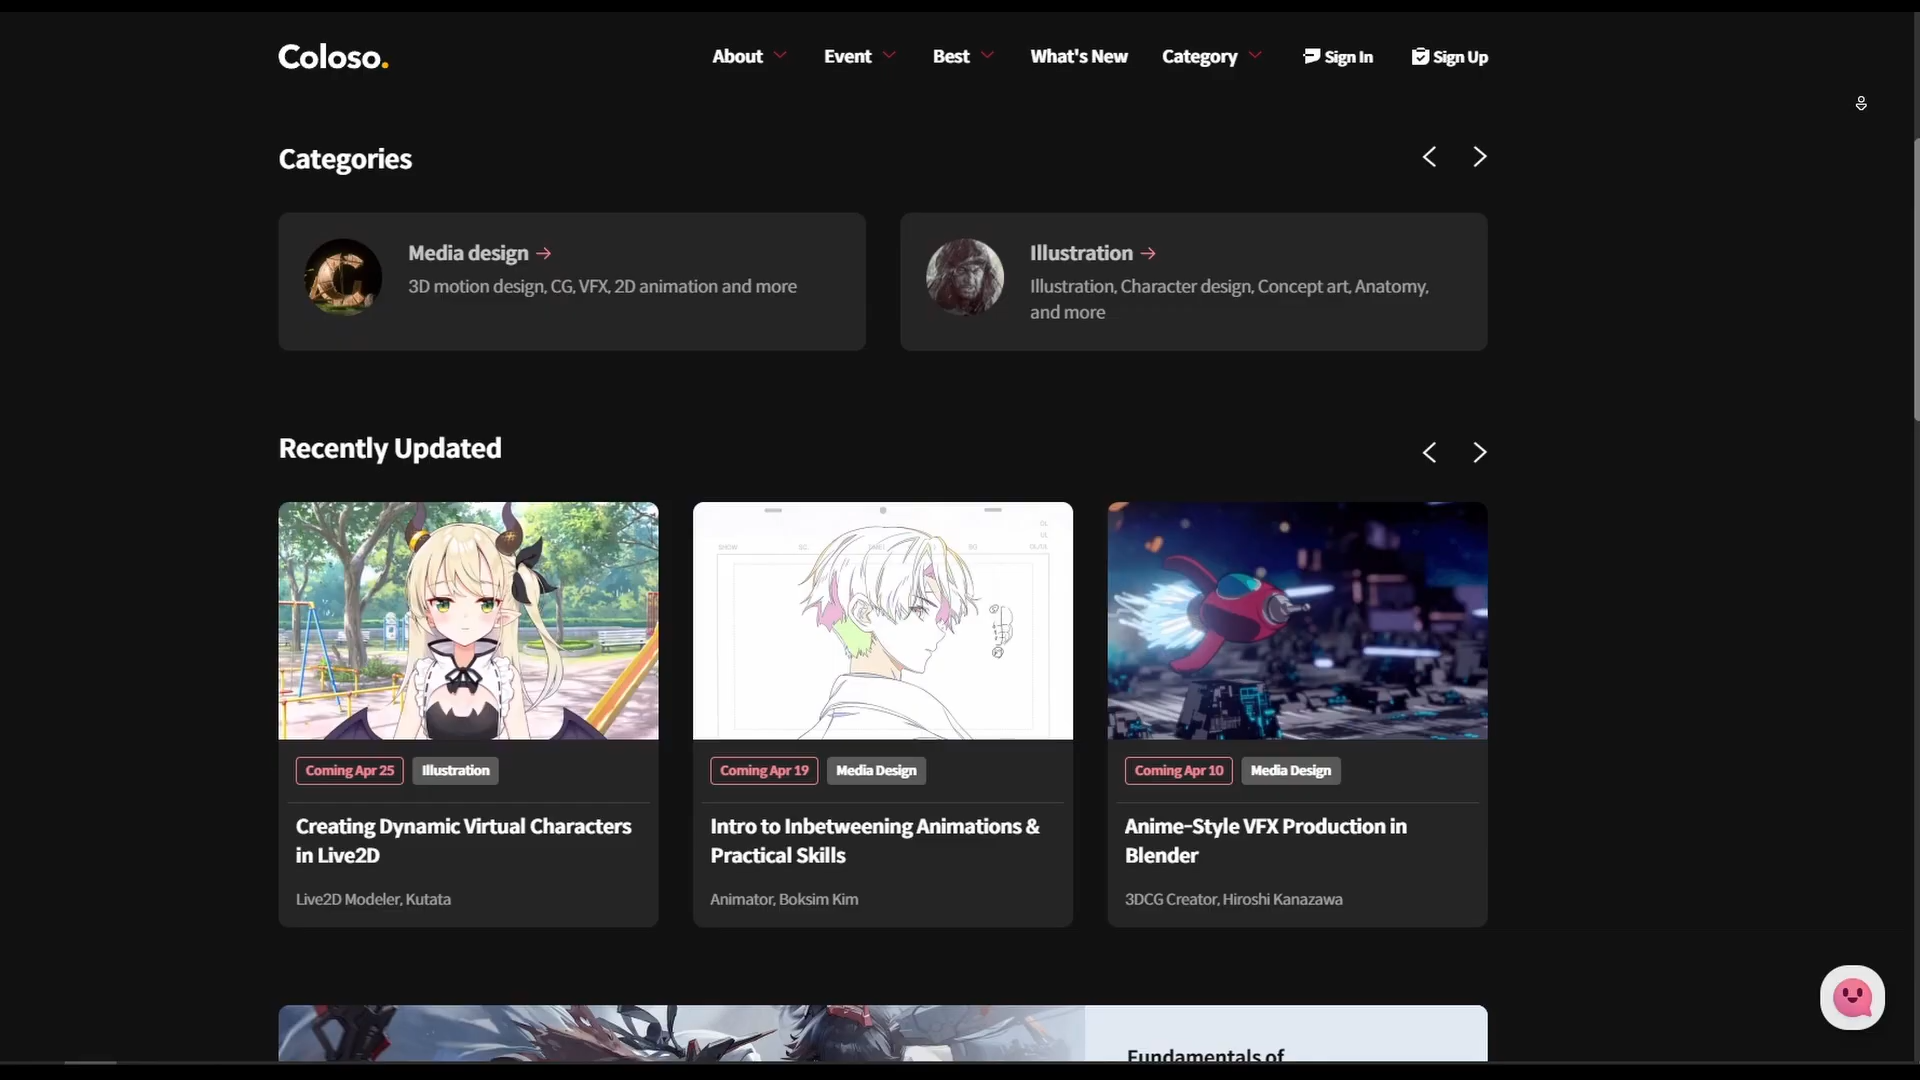 Coloso.
About
Event
Best
What's New
Category
Sign In
Sign Up
Categories
Media design
3D motion design, CG, VFX, 2D animation and more
Illustration
Illustration, Character design, Concept art, Anatomy,
and more
Recently Updated
SHOW
Coming Apr 25
Illustration
Creating Dynamic Virtual Characters
in Live2D
Live2D Modeler, Kutata
Coming Apr 19
Media Design
Intro to Inbetweening Animations &
Practical Skills
Animator, Boksim Kim
Coming Apr 10
Media Design
Anime-Style VFX Production in
Blender
3DCG Creator, Hiroshi Kanazawa
Fundamentals of